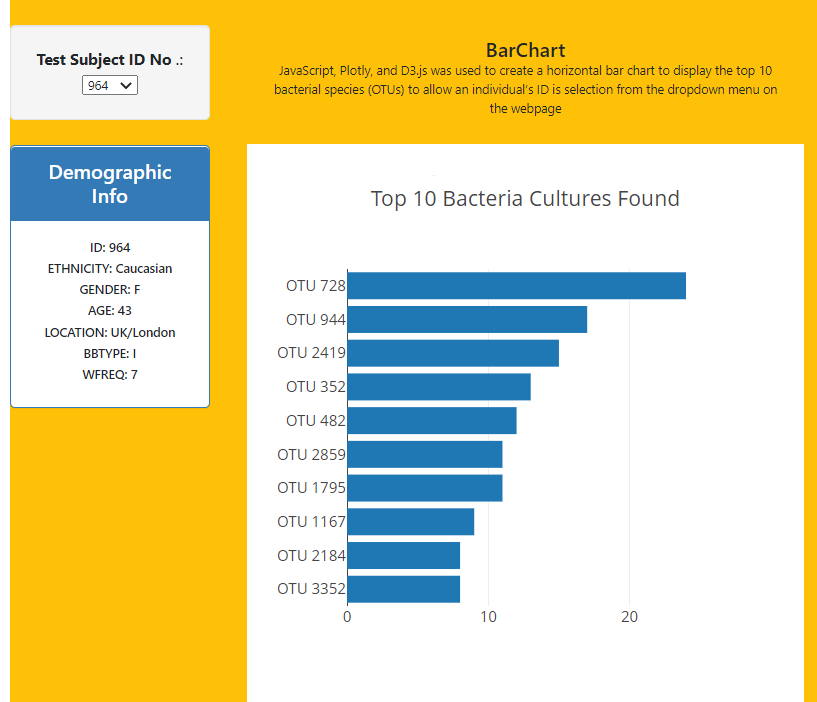 Test Subject ID No .:
964
Demographic
Info
ID: 964
ETHNICITY: Caucasian
GENDER: F
AGE: 43
LOCATION: UK/London
BBTYPE: I
WFREQ: 7
BarChart
JavaScript, Plotly, and D3.js was used to create a horizontal bar chart to display the top 10
bacterial species (OTUs) to allow an individual's ID is selection from the dropdown menu on
the webpage
Top 10 Bacteria Cultures Found
OTU 728
OTU 944
OTU 2419
OTU 352
OTU 482
OTU 2859
OTU 1795
OTU 1167
OTU 2184
OTU 3352
0 10 20